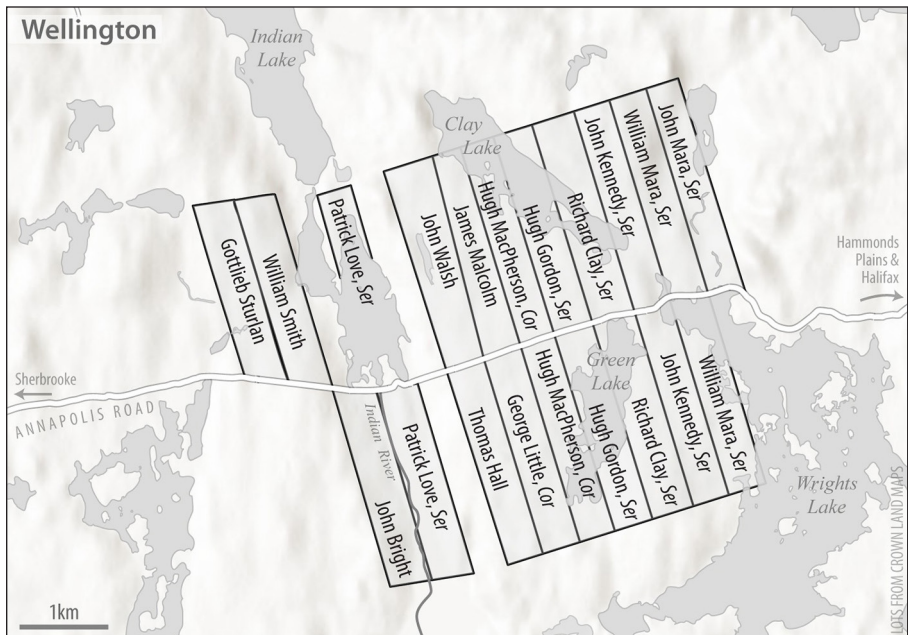 Wellington
Indian
Lake
Clay
Lake
John Mara, Ser
William Mara, Ser
John Kennedy, Ser
Richard Clay, Ser
Hugh Gordon, Ser
Hugh MacPherson, Cor
James Malcolm
John Walsh
Patrick Love, Ser
William Smith
Gottlieb Sturlan
Hammonds
Plains &
Halifax
Sherbrooke
ANNAPOLIS ROAD
Indian River
Green
Lake
William Mara, Ser
John Kennedy, Ser
Richard Clay, Ser
Hugh Gordon, Ser
Hugh MacPherson, Cor
George Little, Cor
Thomas Hall
Patrick Love, Ser
John Bright
Wrights
Lake
1km
LOTS FROM CROWN LAND MAPS